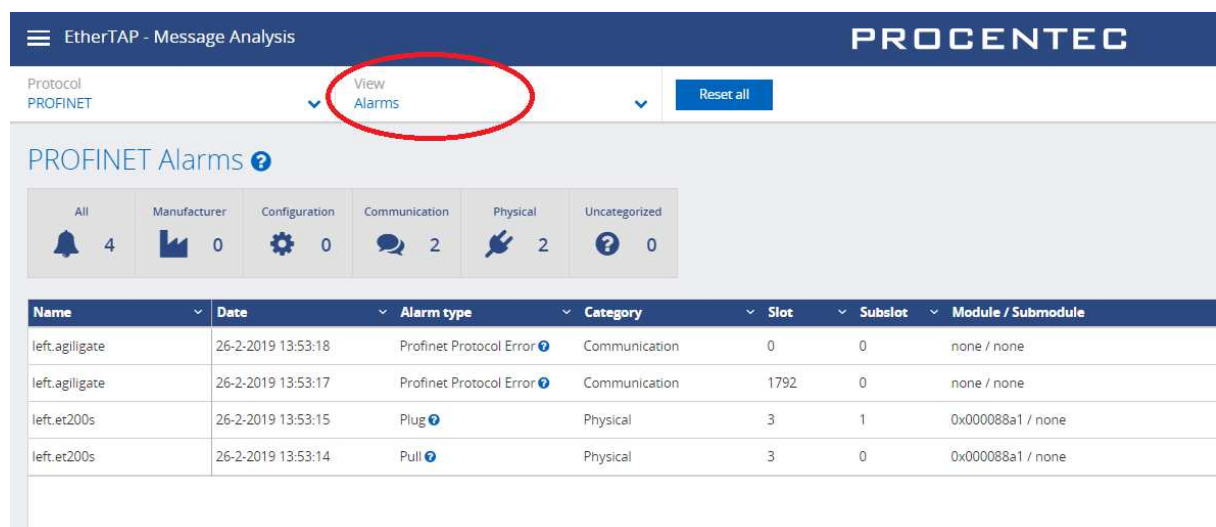 EtherTAP - Message Analysis PROCENTEC
Protocol View
PROFINET Alarms Reset all
PROFINET Alarms ?
All Manufacturer Configuration Communication Physical Uncategorized
4 0 0 2 2 ? 0
Name Date Alarm type Category Slot Subslot Module / Submodule
left.agiligate 26-2-2019 13:53:18 Profinet Protocol Error ? Communication 0 0 none / none
left.agiligate 26-2-2019 13:53:17 Profinet Protocol Error ? Communication 1792 0 none / none
left.et200s 26-2-2019 13:53:15 Plug ? Physical 3 1 0x000088a1 / none
left.et200s 26-2-2019 13:53:14 Pull ? Physical 3 0 0x000088a1 / none